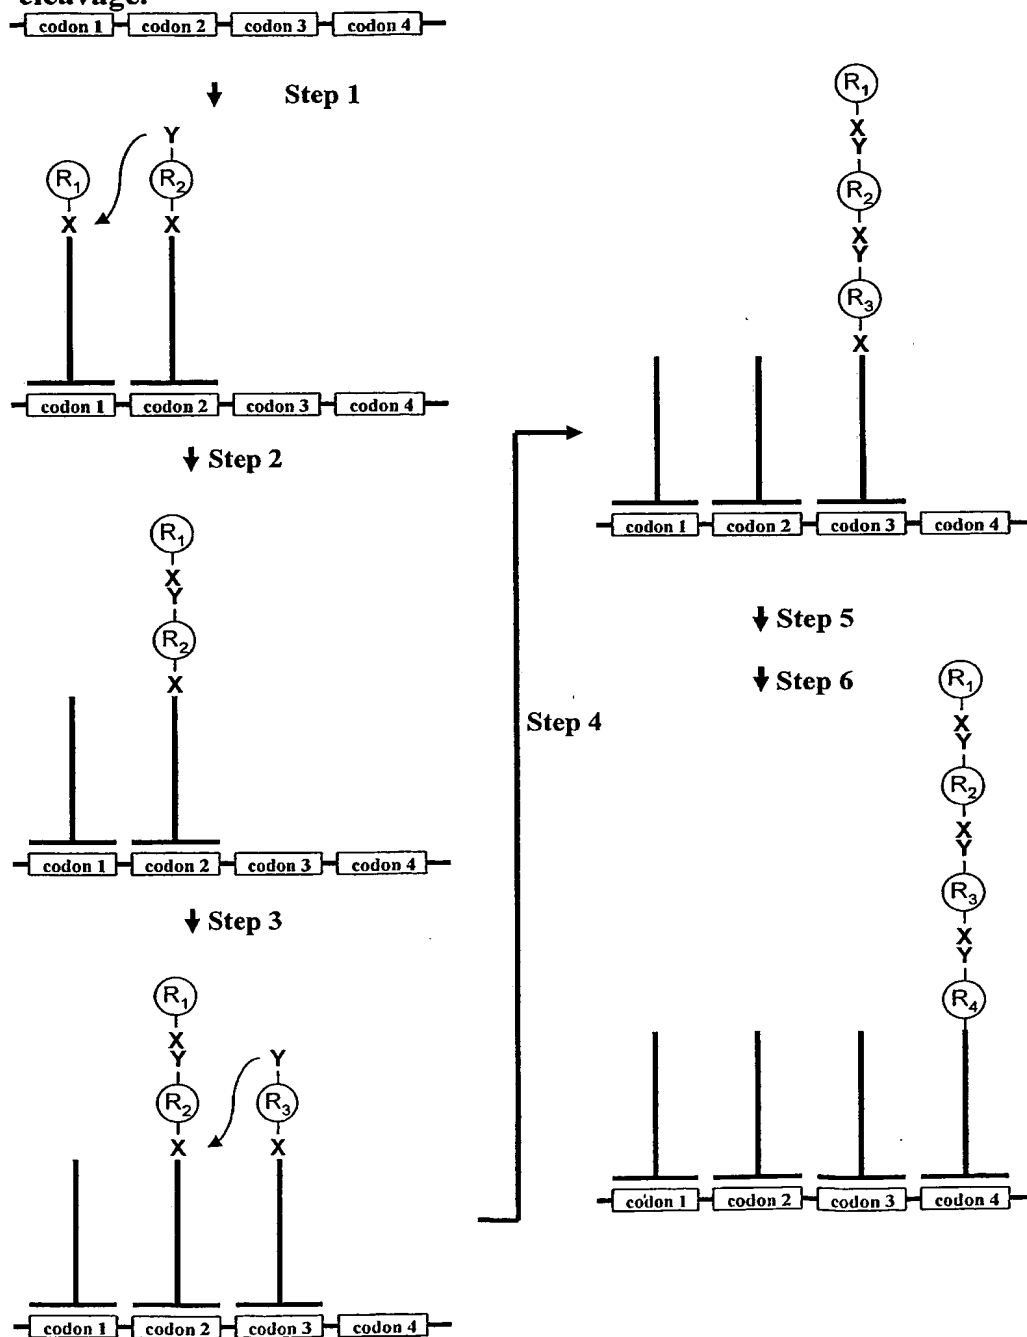 cleavage.
codon 1 codon 2 codon 3 codon 4
Step 1
Y
R1 R2
X X
codon 1 codon 2 codon 3 codon 4
Step 2
R1
X
Y
R2
X
codon 1 codon 2 codon 3 codon 4
Step 3
R1
X
Y Y
R2 R3
X X
codon 1 codon 2 codon 3 codon 4
Step 4
R1
X
Y
R2
X
Y
R3
X
codon 1 codon 2 codon 3 codon 4
Step 5
Step 6
R1
X
Y
R2
X
Y
R3
X
Y
R4
codon 1 codon 2 codon 3 codon 4